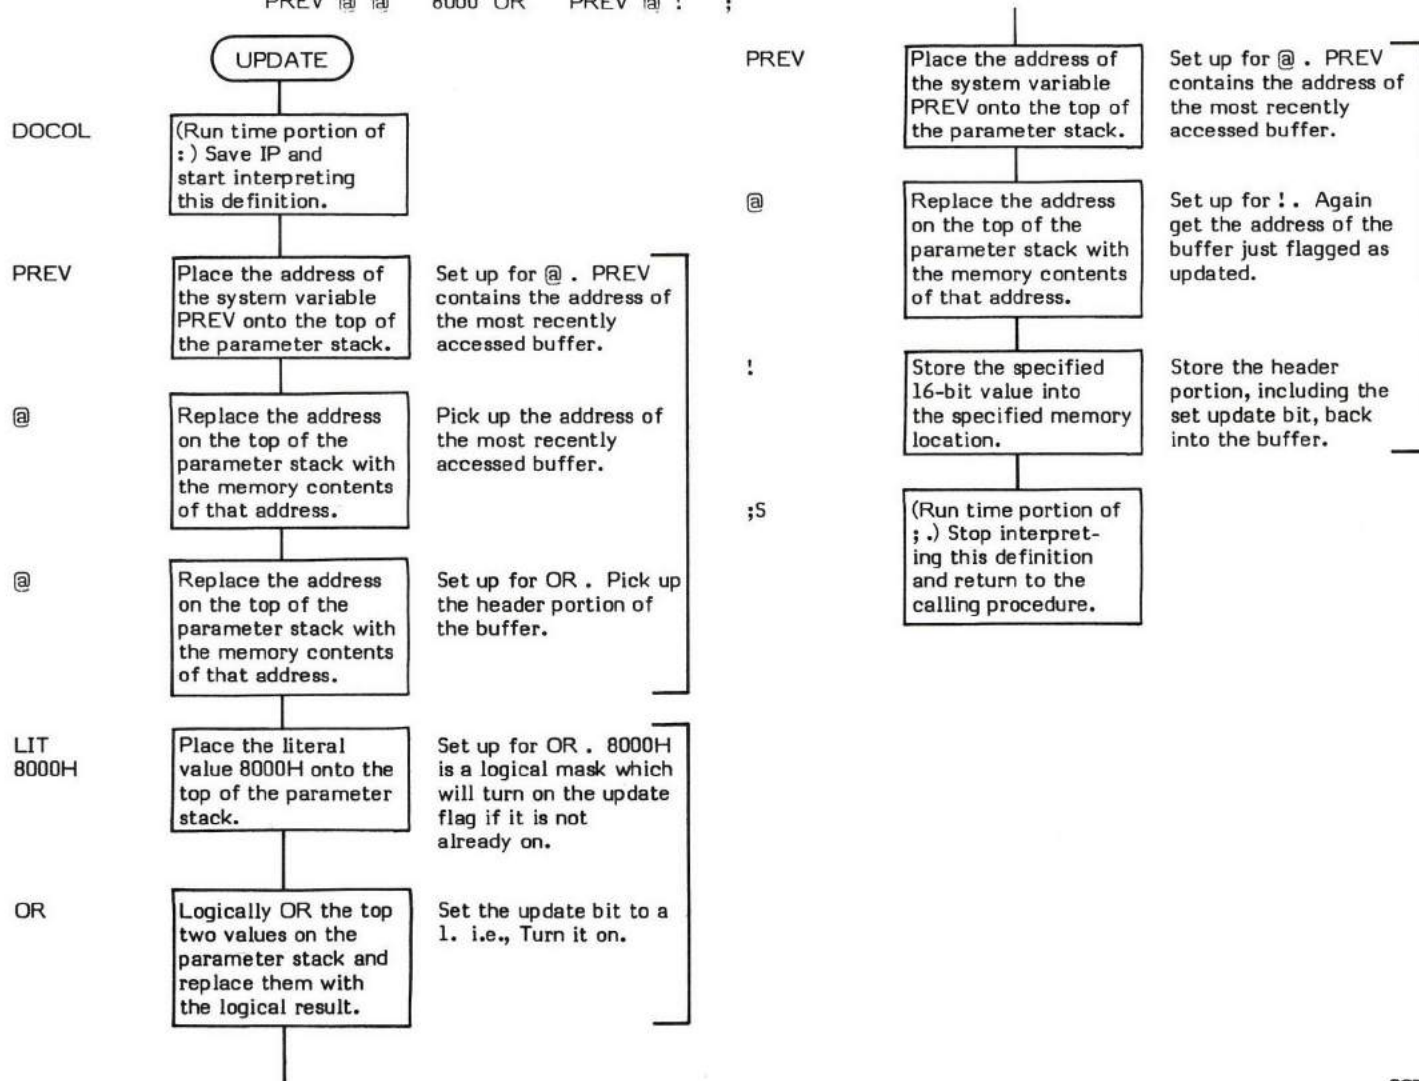 PREV @ @ 8000 OR PREV @ ! ;
UPDATE
DOCOL
(Run time portion of
: ) Save IP and
start interpreting
this definition.
PREV
Place the address of
the system variable
PREV onto the top of
the parameter stack.
Set up for @ . PREV
contains the address of
the most recently
accessed buffer.
@
Replace the address
on the top of the
parameter stack with
the memory contents
of that address.
Pick up the address of
the most recently
accessed buffer.
@
Replace the address
on the top of the
parameter stack with
the memory contents
of that address.
Set up for OR . Pick up
the header portion of
the buffer.
LIT
8000H
Place the literal
value 8000H onto the
top of the parameter
stack.
Set up for OR . 8000H
is a logical mask which
will turn on the update
flag if it is not
already on.
OR
Logically OR the top
two values on the
parameter stack and
replace them with
the logical result.
Set the update bit to a
1. i.e., Turn it on.
PREV
Place the address of
the system variable
PREV onto the top of
the parameter stack.
Set up for @ . PREV
contains the address of
the most recently
accessed buffer.
@
Replace the address
on the top of the
parameter stack with
the memory contents
of that address.
Set up for ! . Again
get the address of the
buffer just flagged as
updated.
!
Store the specified
16-bit value into
the specified memory
location.
Store the header
portion, including the
set update bit, back
into the buffer.
;S
(Run time portion of
; .) Stop interpret-
ing this definition
and return to the
calling procedure.